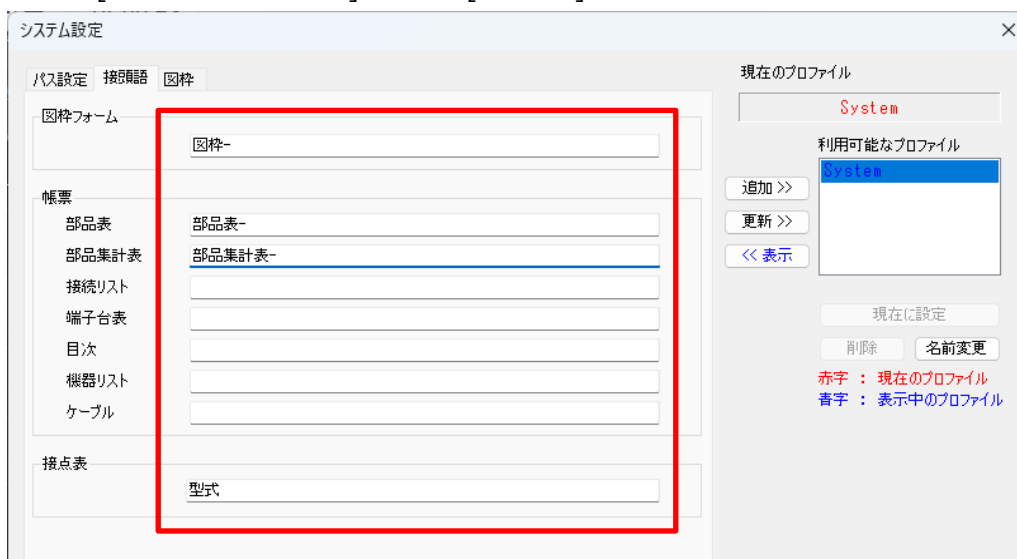 システム設定
×
パス設定 接頭語 図枠
図枠フォーム
図枠-
帳票
部品表 部品表-
部品集計表 部品集計表-
接続リスト
端子台表
目次
機器リスト
ケーブル
接点表
型式
現在のプロファイル
System
利用可能なプロファイル
System
追加 >>
更新 >>
<< 表示
現在に設定
削除 名前変更
赤字 : 現在のプロファイル
青字 : 表示中のプロファイル